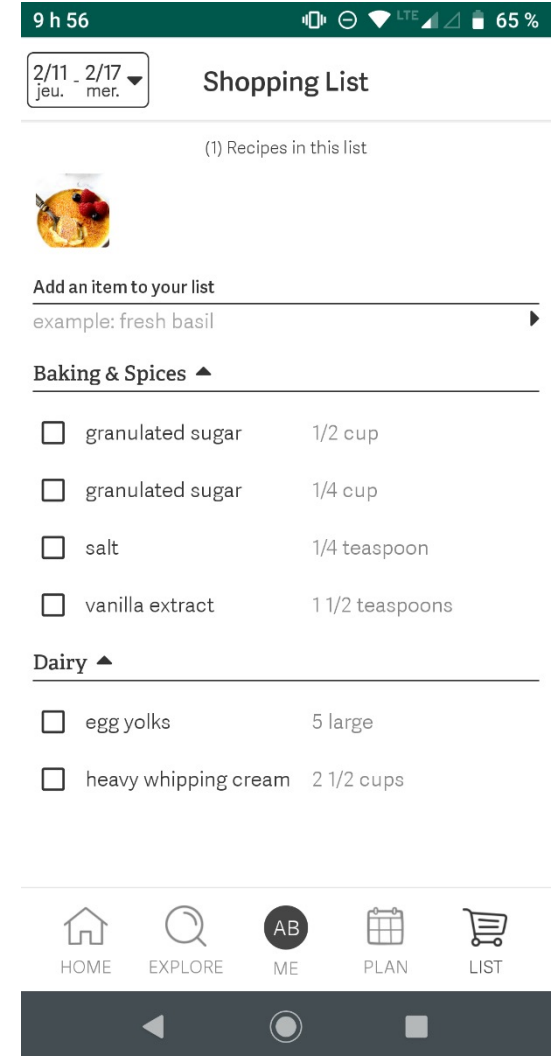 9 h 56 LTE 65 %
2/11 - 2/17
jeu. mer.
Shopping List
(1) Recipes in this list
Add an item to your list
example: fresh basil
Baking & Spices
granulated sugar 1/2 cup
granulated sugar 1/4 cup
salt 1/4 teaspoon
vanilla extract 1 1/2 teaspoons
Dairy
egg yolks 5 large
heavy whipping cream 2 1/2 cups
AB
HOME EXPLORE ME PLAN LIST